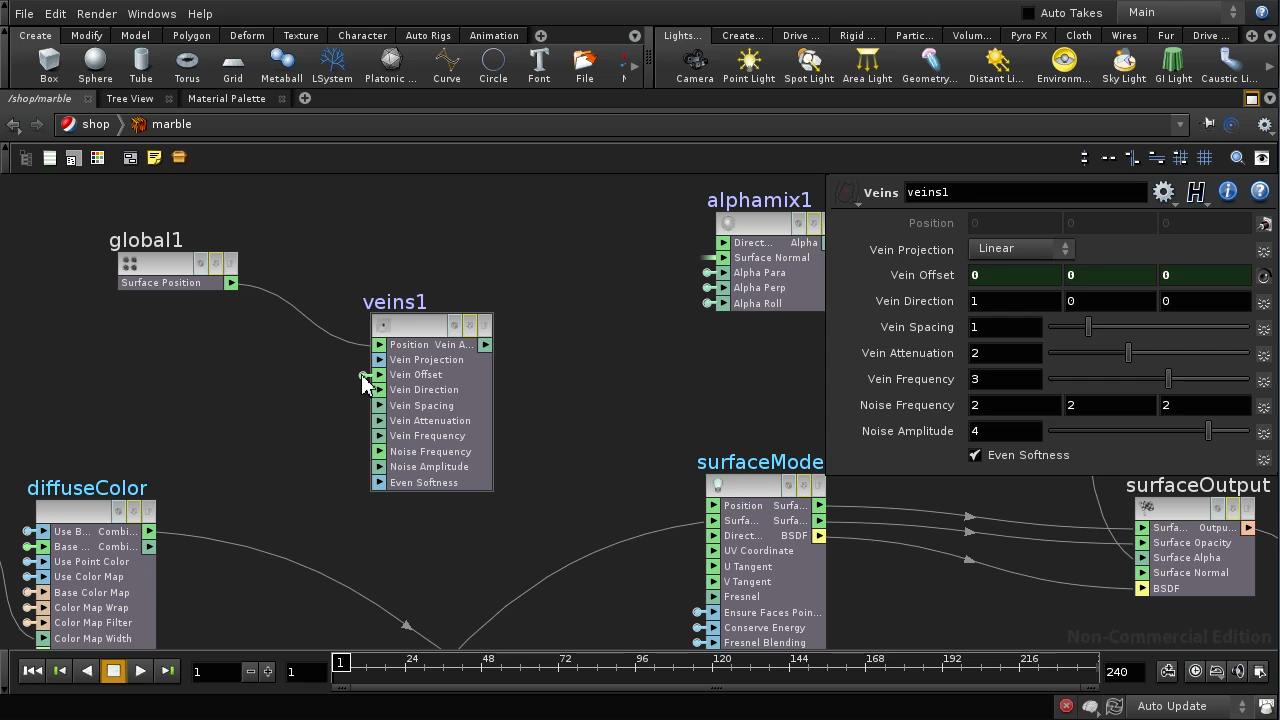 File Edit Render Windows Help
Auto Takes Main
Create Modify Model Polygon Deform Texture Character Auto Rigs Animation
Lights... Create... Drive ... Rigid ... Partic... Volum... Pyro FX Cloth Wires Fur Drive ...
Box Sphere Tube Torus Grid Metaball LSystem Platonic ... Curve Circle Font File
Camera Point Light Spot Light Area Light Geometry... Distant Li... Environm... Sky Light GI Light Caustic Li...
/shop/marble Tree View Material Palette
shop marble
global1
Surface Position
veins1
Position Vein A...
Vein Projection
Vein Offset
Vein Direction
Vein Spacing
Vein Attenuation
Vein Frequency
Noise Frequency
Noise Amplitude
Even Softness
alphamix1
Direct... Alpha
Surface Normal
Alpha Para
Alpha Perp
Alpha Roll
Veins veins1
Position 0 0 0
Vein Projection Linear
Vein Offset 0 0 0
Vein Direction 1 0 0
Vein Spacing 1
Vein Attenuation 2
Vein Frequency 3
Noise Frequency 2 2 2
Noise Amplitude 4
Even Softness
diffuseColor
Use B... Combi...
Base ... Combi...
Use Point Color
Use Color Map
Base Color Map
Color Map Wrap
Color Map Filter
Color Map Width
surfaceMode
Position Surfa...
Surfa... Surfa...
Direct... BSDF
UV Coordinate
U Tangent
V Tangent
Fresnel
Ensure Faces Poin...
Conserve Energy
Fresnel Blending
surfaceOutput
Surfa... Outpu...
Surface Opacity
Surface Alpha
Surface Normal
BSDF
Non-Commercial Edition
1 1 1 24 48 72 96 120 144 168 192 216 240
Auto Update